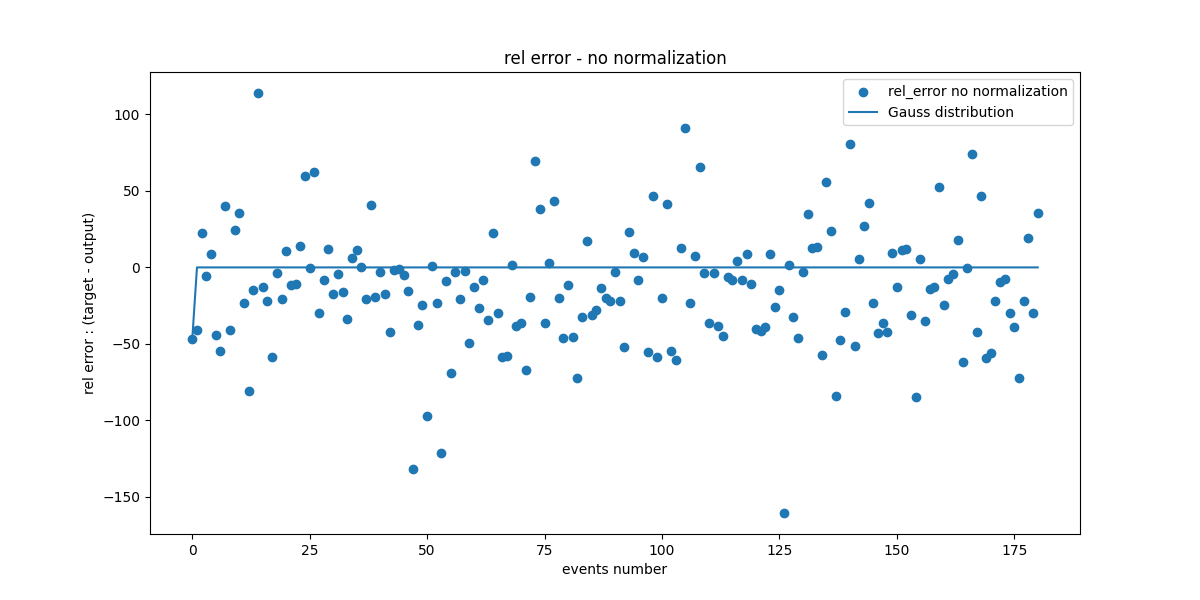 rel error - no normalization
rel_error no normalization
Gauss distribution
rel error : (target - output)
100
50
0
−50
−100
−150
0
25
50
75
100
125
150
175
events number